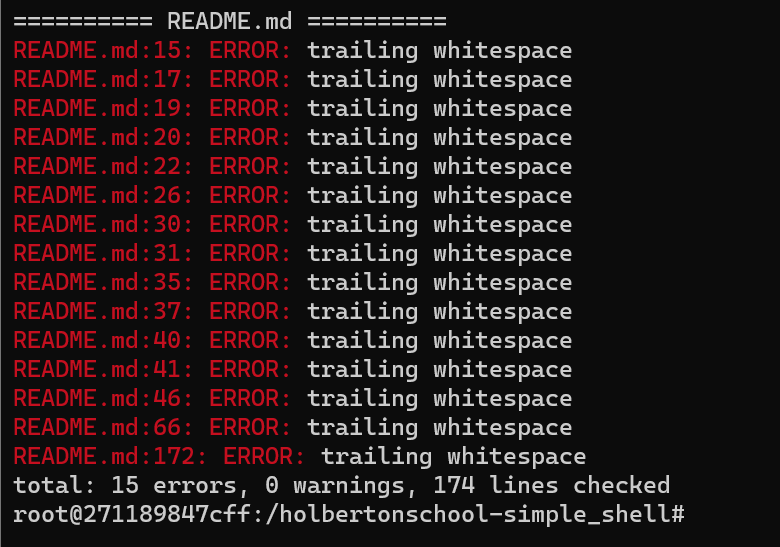 ========== README.md ==========
README.md:15: ERROR: trailing whitespace
README.md:17: ERROR: trailing whitespace
README.md:19: ERROR: trailing whitespace
README.md:20: ERROR: trailing whitespace
README.md:22: ERROR: trailing whitespace
README.md:26: ERROR: trailing whitespace
README.md:30: ERROR: trailing whitespace
README.md:31: ERROR: trailing whitespace
README.md:35: ERROR: trailing whitespace
README.md:37: ERROR: trailing whitespace
README.md:40: ERROR: trailing whitespace
README.md:41: ERROR: trailing whitespace
README.md:46: ERROR: trailing whitespace
README.md:66: ERROR: trailing whitespace
README.md:172: ERROR: trailing whitespace
total: 15 errors, 0 warnings, 174 lines checked
root@271189847cff:/holbertonschool-simple_shell#